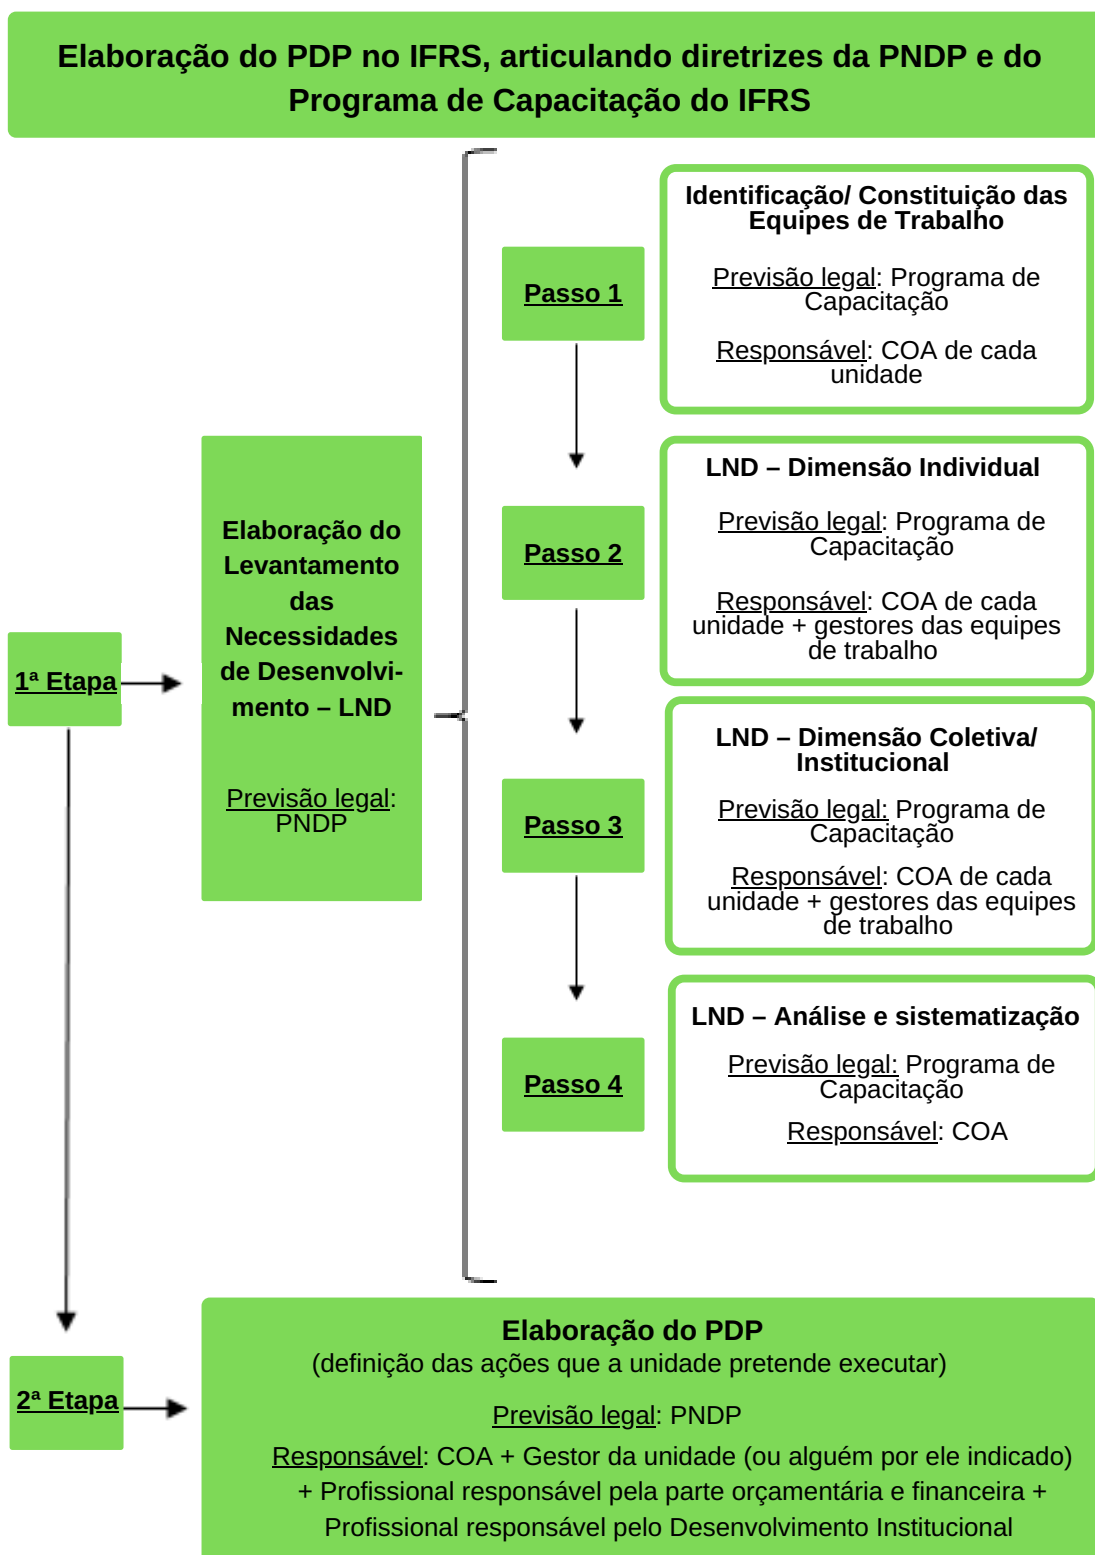 Elaboração do PDP no IFRS, articulando diretrizes da PNDP e do
Programa de Capacitação do IFRS
1ª Etapa
Elaboração do
Levantamento
das
Necessidades
de Desenvolvi-
mento – LND
Previsão legal:
PNDP
Passo 1
Identificação/ Constituição das
Equipes de Trabalho
Previsão legal: Programa de
Capacitação
Responsável: COA de cada
unidade
Passo 2
LND – Dimensão Individual
Previsão legal: Programa de
Capacitação
Responsável: COA de cada
unidade + gestores das equipes
de trabalho
Passo 3
LND – Dimensão Coletiva/
Institucional
Previsão legal: Programa de
Capacitação
Responsável: COA de cada
unidade + gestores das equipes
de trabalho
Passo 4
LND – Análise e sistematização
Previsão legal: Programa de
Capacitação
Responsável: COA
2ª Etapa
Elaboração do PDP
(definição das ações que a unidade pretende executar)
Previsão legal: PNDP
Responsável: COA + Gestor da unidade (ou alguém por ele indicado)
+ Profissional responsável pela parte orçamentária e financeira +
Profissional responsável pelo Desenvolvimento Institucional